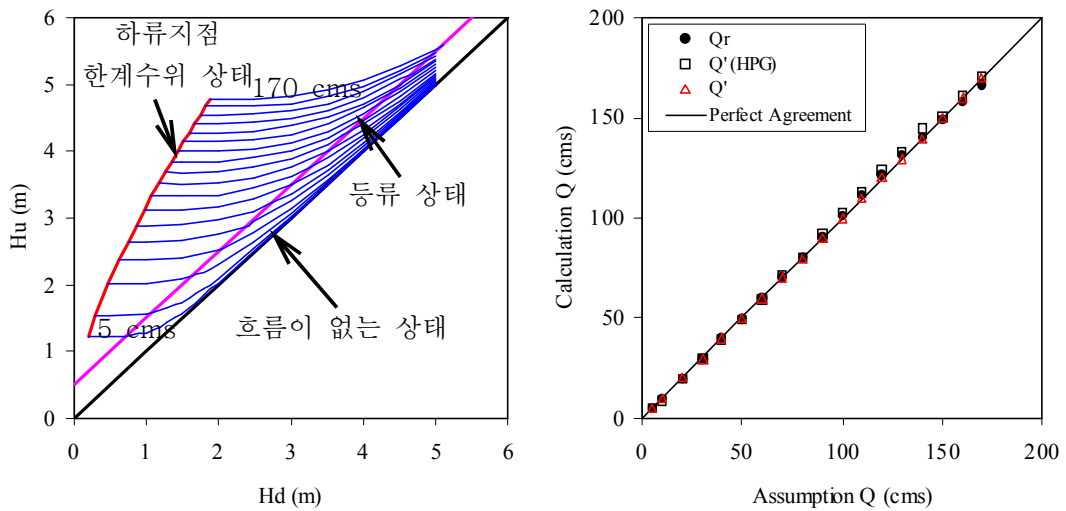 6
5
4
3
2
1
0
Hu (m)
하류지점
한계수위 상태
170 cms
등류 상태
흐름이 없는 상태
5 cms
0 1 2 3 4 5 6
Hd (m)
200
150
100
50
0
Calculation Q (cms)
Qr
Q' (HPG)
Q'
Perfect Agreement
0 50 100 150 200
Assumption Q (cms)